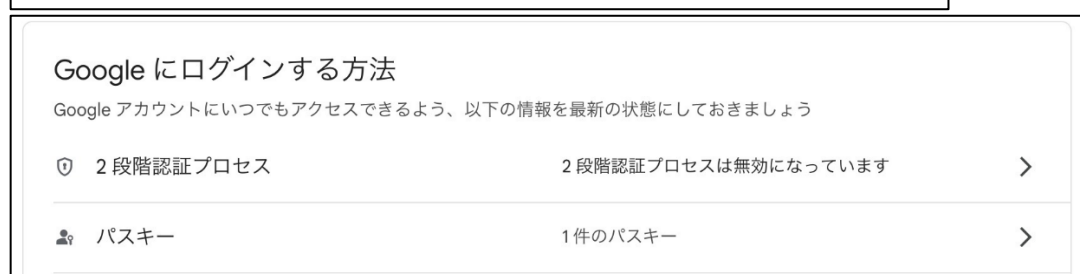 Google にログインする方法
Google アカウントにいつでもアクセスできるよう、以下の情報を最新の状態にしておきましょう
2 段階認証プロセス 2 段階認証プロセスは無効になっています
パスキー 1 件のパスキー